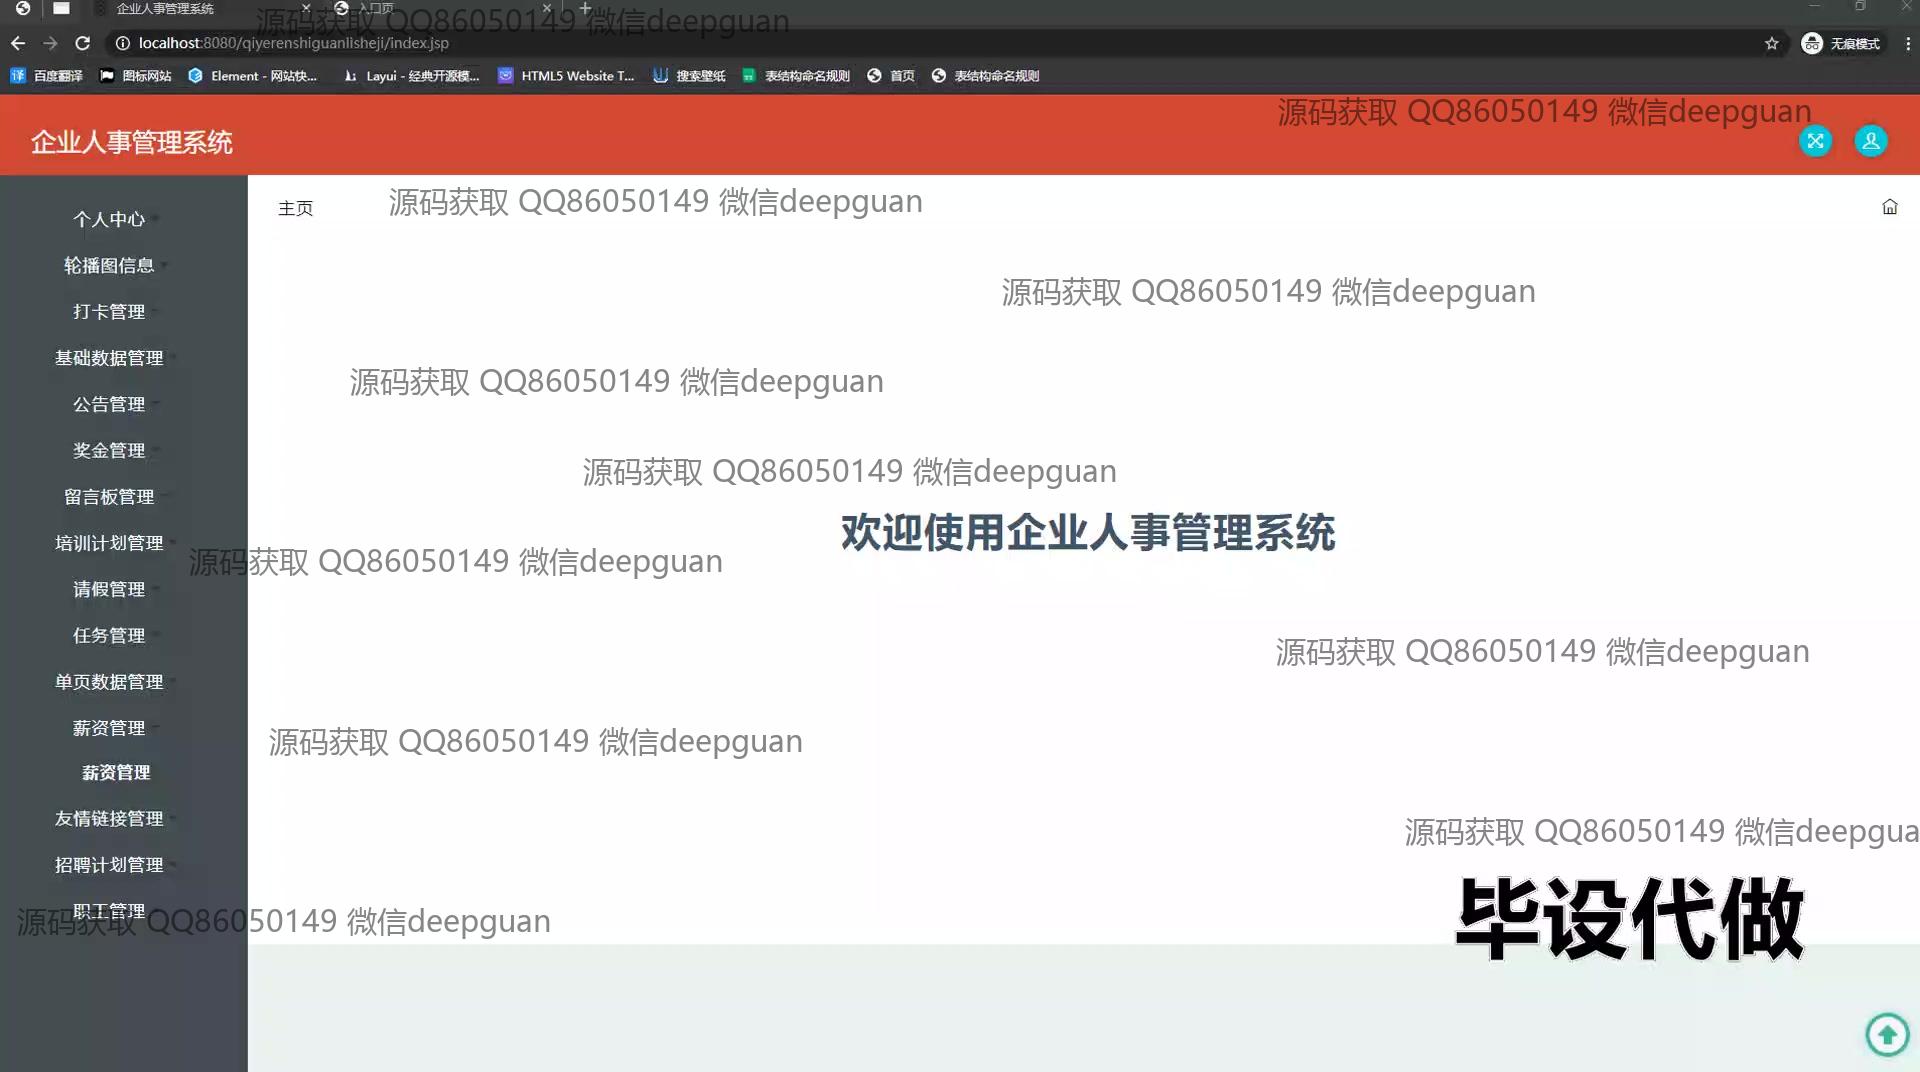 企业人事管理系统
入口页
源码获取 QQ86050149 微信deepguan
localhost:8080/qiyerenshiguanlisheji/index.jsp
无痕模式
百度翻译
图标网站
Element - 网站快...
Layui - 经典开源模...
HTML5 Website T...
搜索壁纸
表结构命名规则
首页
表结构命名规则
源码获取 QQ86050149 微信deepguan
企业人事管理系统
个人中心
主页
源码获取 QQ86050149 微信deepguan
轮播图信息
源码获取 QQ86050149 微信deepguan
打卡管理
基础数据管理
源码获取 QQ86050149 微信deepguan
公告管理
奖金管理
源码获取 QQ86050149 微信deepguan
留言板管理
欢迎使用企业人事管理系统
培训计划管理
源码获取 QQ86050149 微信deepguan
请假管理
任务管理
源码获取 QQ86050149 微信deepguan
单页数据管理
薪资管理
源码获取 QQ86050149 微信deepguan
薪资管理
友情链接管理
源码获取 QQ86050149 微信deepgua
招聘计划管理
职工管理
源码获取 QQ86050149 微信deepguan
毕设代做